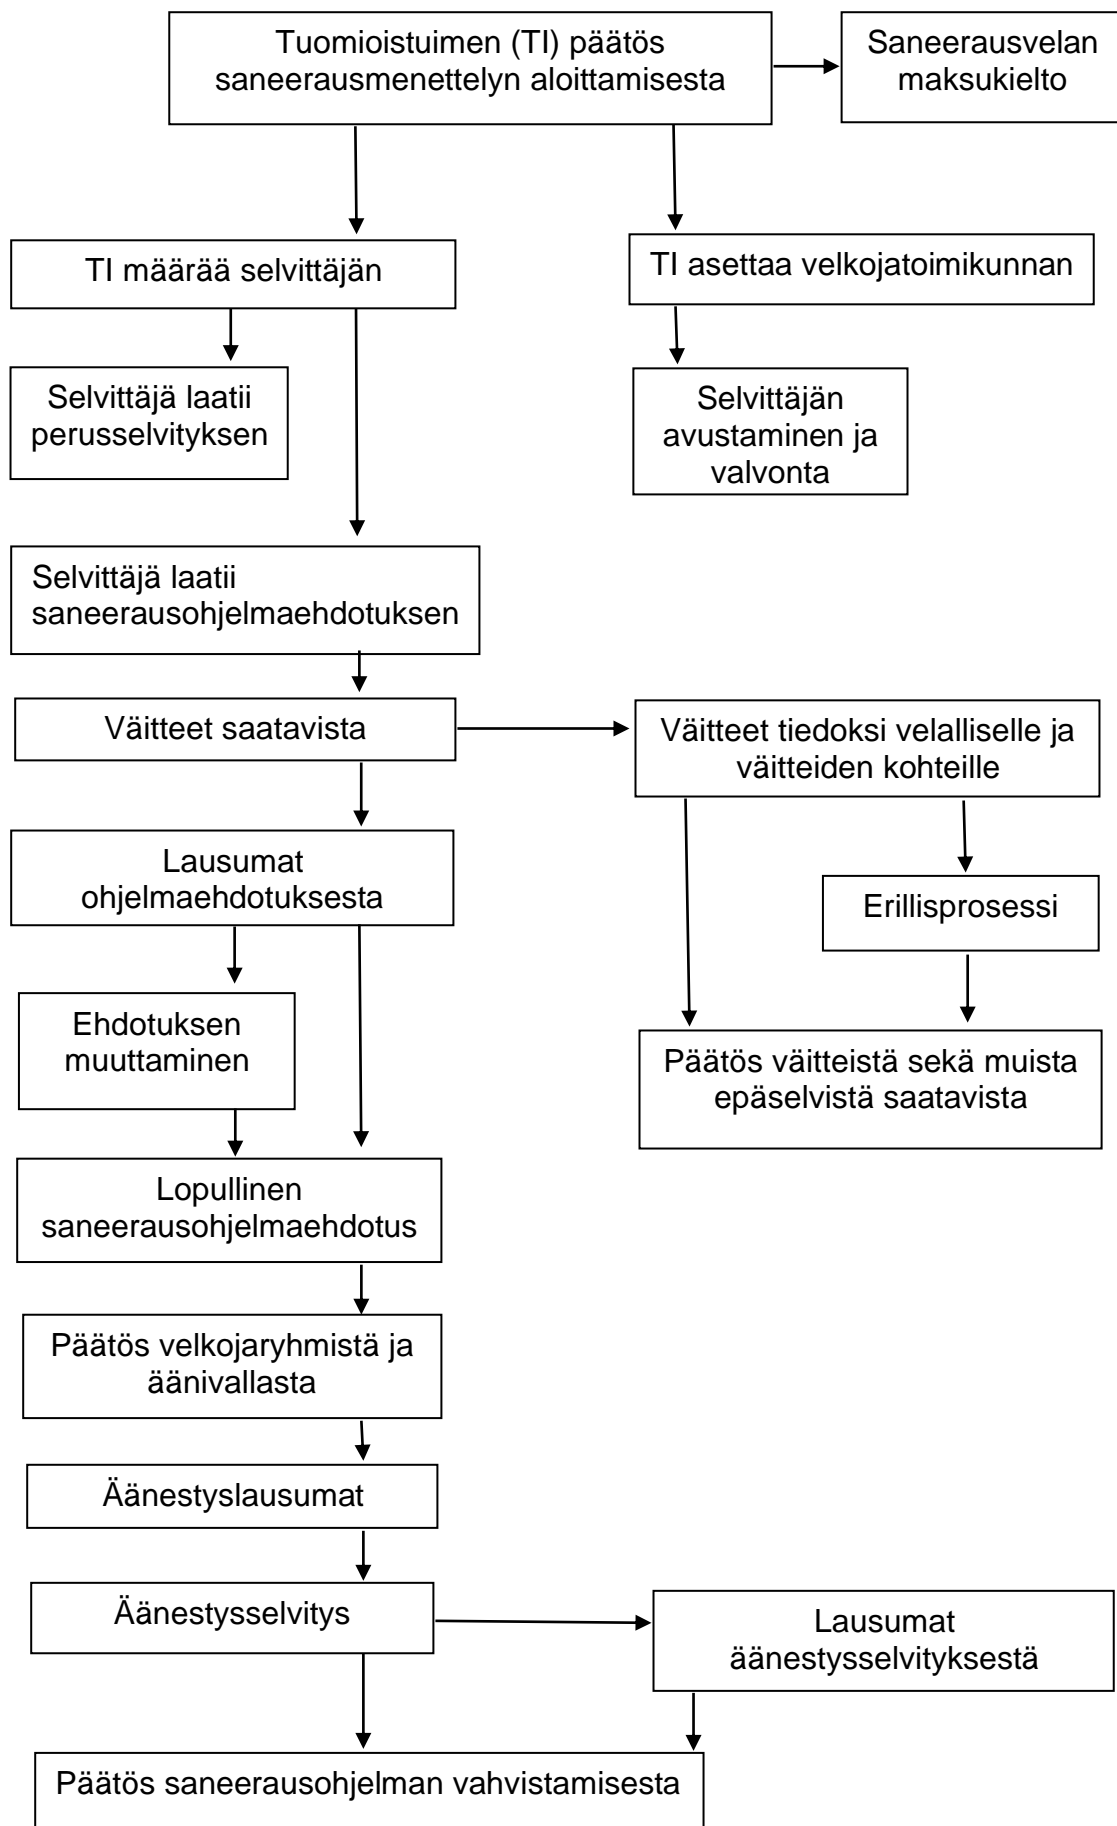 Tuomioistuimen (TI) päätös
saneerausmenettelyn aloittamisesta
Saneerausvelan
maksukielto
TI määrää selvittäjän
TI asettaa velkojatoimikunnan
Selvittäjä laatii
perusselvityksen
Selvittäjän
avustaminen ja
valvonta
Selvittäjä laatii
saneerausohjelmaehdotuksen
Väitteet saatavista
Väitteet tiedoksi velalliselle ja
väitteiden kohteille
Lausumat
ohjelmaehdotuksesta
Erillisprosessi
Ehdotuksen
muuttaminen
Päätös väitteistä sekä muista
epäselvistä saatavista
Lopullinen
saneerausohjelmaehdotus
Päätös velkojaryhmistä ja
äänivallasta
Äänestyslausumat
Äänestysselvitys
Lausumat
äänestysselvityksestä
Päätös saneerausohjelman vahvistamisesta